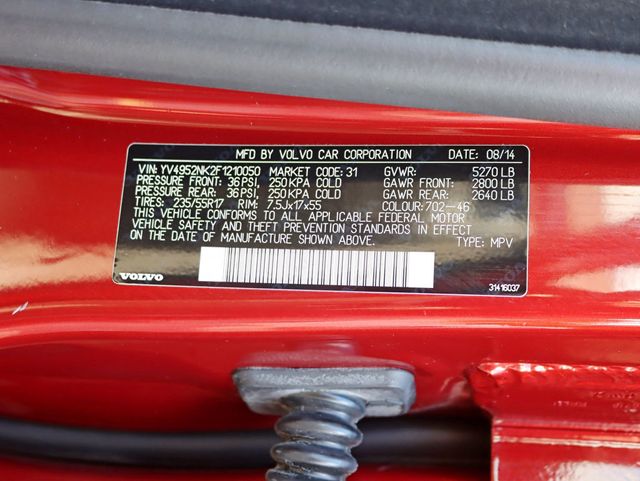 MFD BY VOLVO CAR CORPORATION DATE: 08/14
VIN: YV4952NK2F1210050 MARKET CODE: 31 GVWR: 5270 LB
PRESSURE FRONT: 36 PSI, 250 KPA COLD GAWR FRONT: 2800 LB
PRESSURE REAR: 36 PSI, 250 KPA COLD GAWR REAR: 2640 LB
TIRES: 235/55R17 RIM: 7.5Jx17x55 COLOUR: 702-46
THIS VEHICLE CONFORMS TO ALL APPLICABLE FEDERAL MOTOR
VEHICLE SAFETY AND THEFT PREVENTION STANDARDS IN EFFECT
ON THE DATE OF MANUFACTURE SHOWN ABOVE. TYPE: MPV
VOLVO 31416037